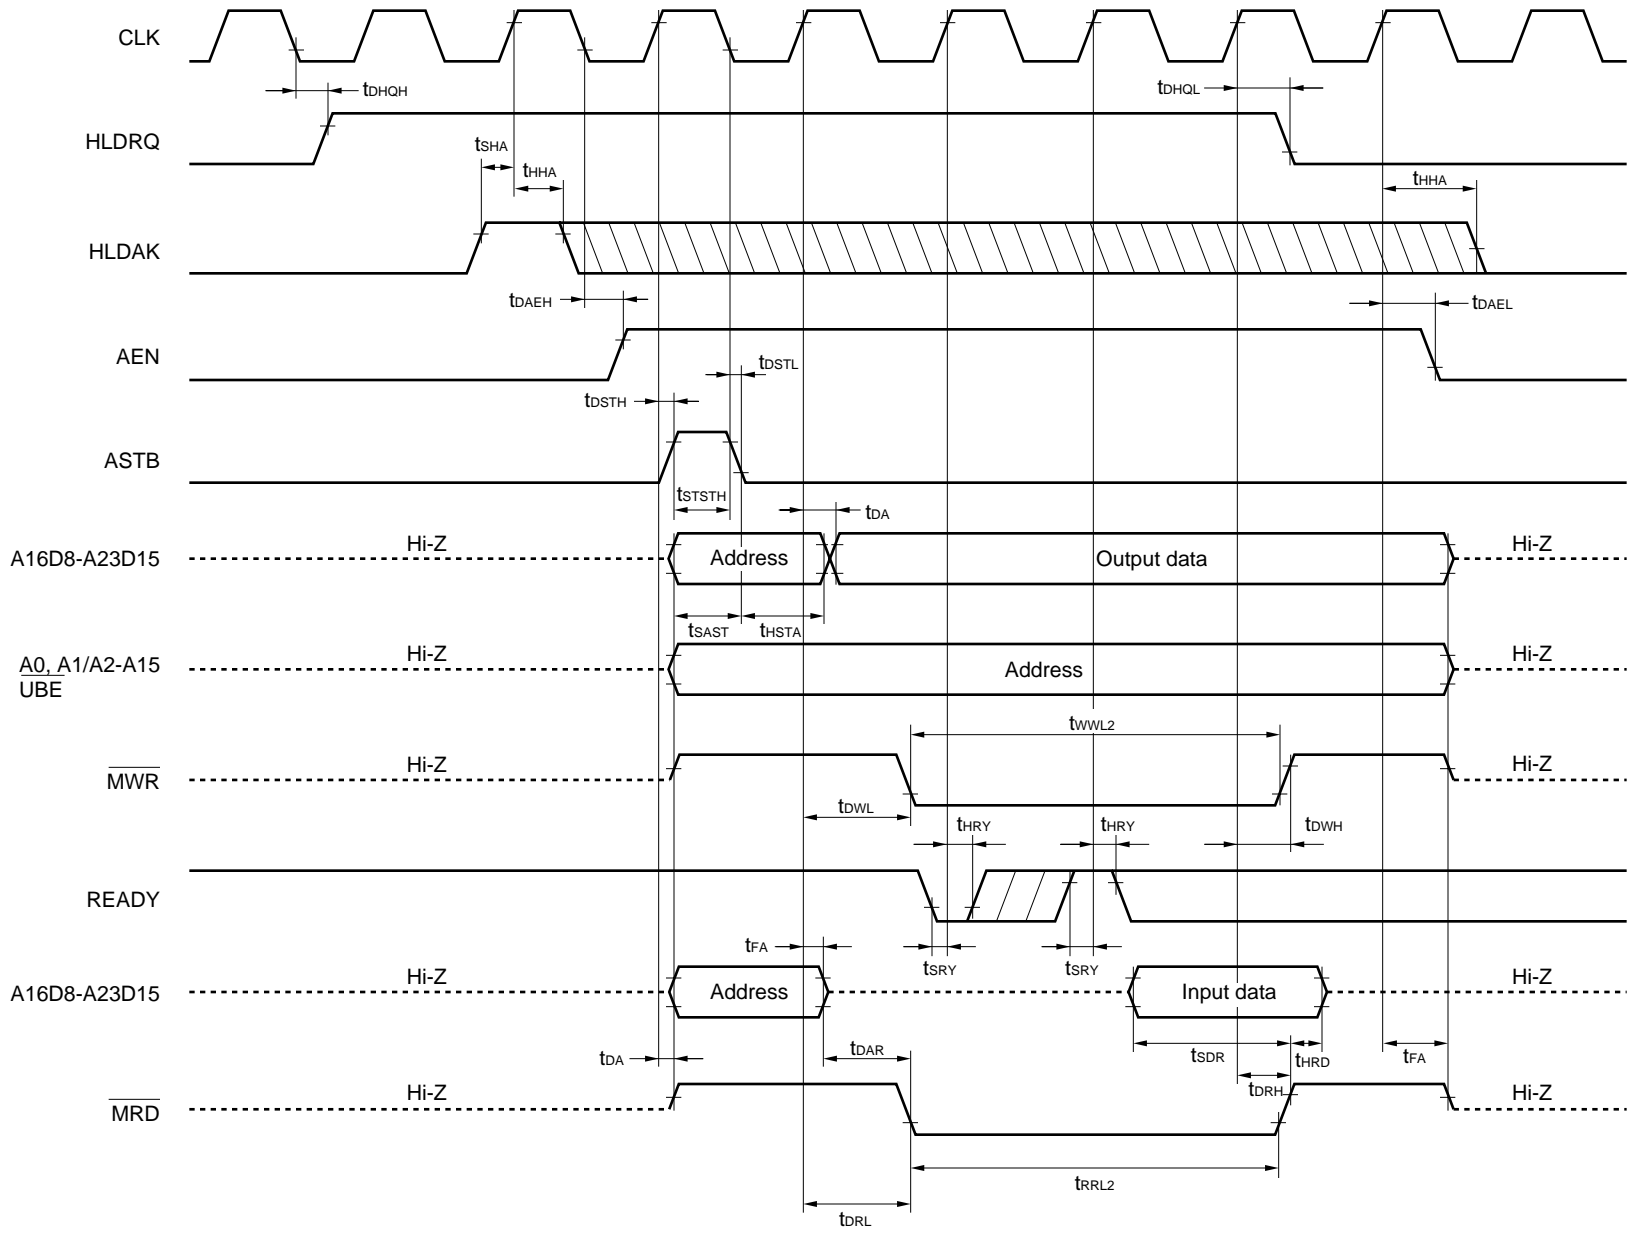 CLK
tDHQH
tDHQL
HLDRQ
tSHA
tHHA
tHHA
HLDAK
tDAEH
tDAEL
AEN
tDSTL
tDSTH
ASTB
tSTSTH
tDA
A16D8-A23D15
Hi-Z
Address
Output data
Hi-Z
tSAST
tHSTA
A0, A1/A2-A15
UBE
Hi-Z
Address
Hi-Z
tWWL2
MWR
Hi-Z
Hi-Z
tDWL
tHRY
tHRY
tDWH
READY
tFA
tSRY
tSRY
A16D8-A23D15
Hi-Z
Address
Input data
Hi-Z
tDA
tDAR
tSDR
tHRD
tFA
tDRH
MRD
Hi-Z
Hi-Z
tRRL2
tDRL